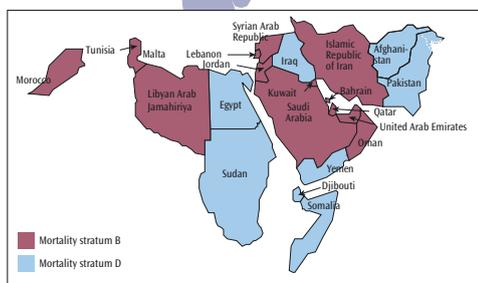 Syrian Arab
Republic
Tunisia
Malta
Lebanon
Jordan
Iraq
Islamic
Republic
of Iran
Afghani-
stan
Morocco
Libyan Arab
Jamahiriya
Egypt
Kuwait
Saudi
Arabia
Bahrain
Pakistan
Qatar
United Arab Emirates
Oman
Sudan
Yemen
Djibouti
Somalia
Mortality stratum B
Mortality stratum D